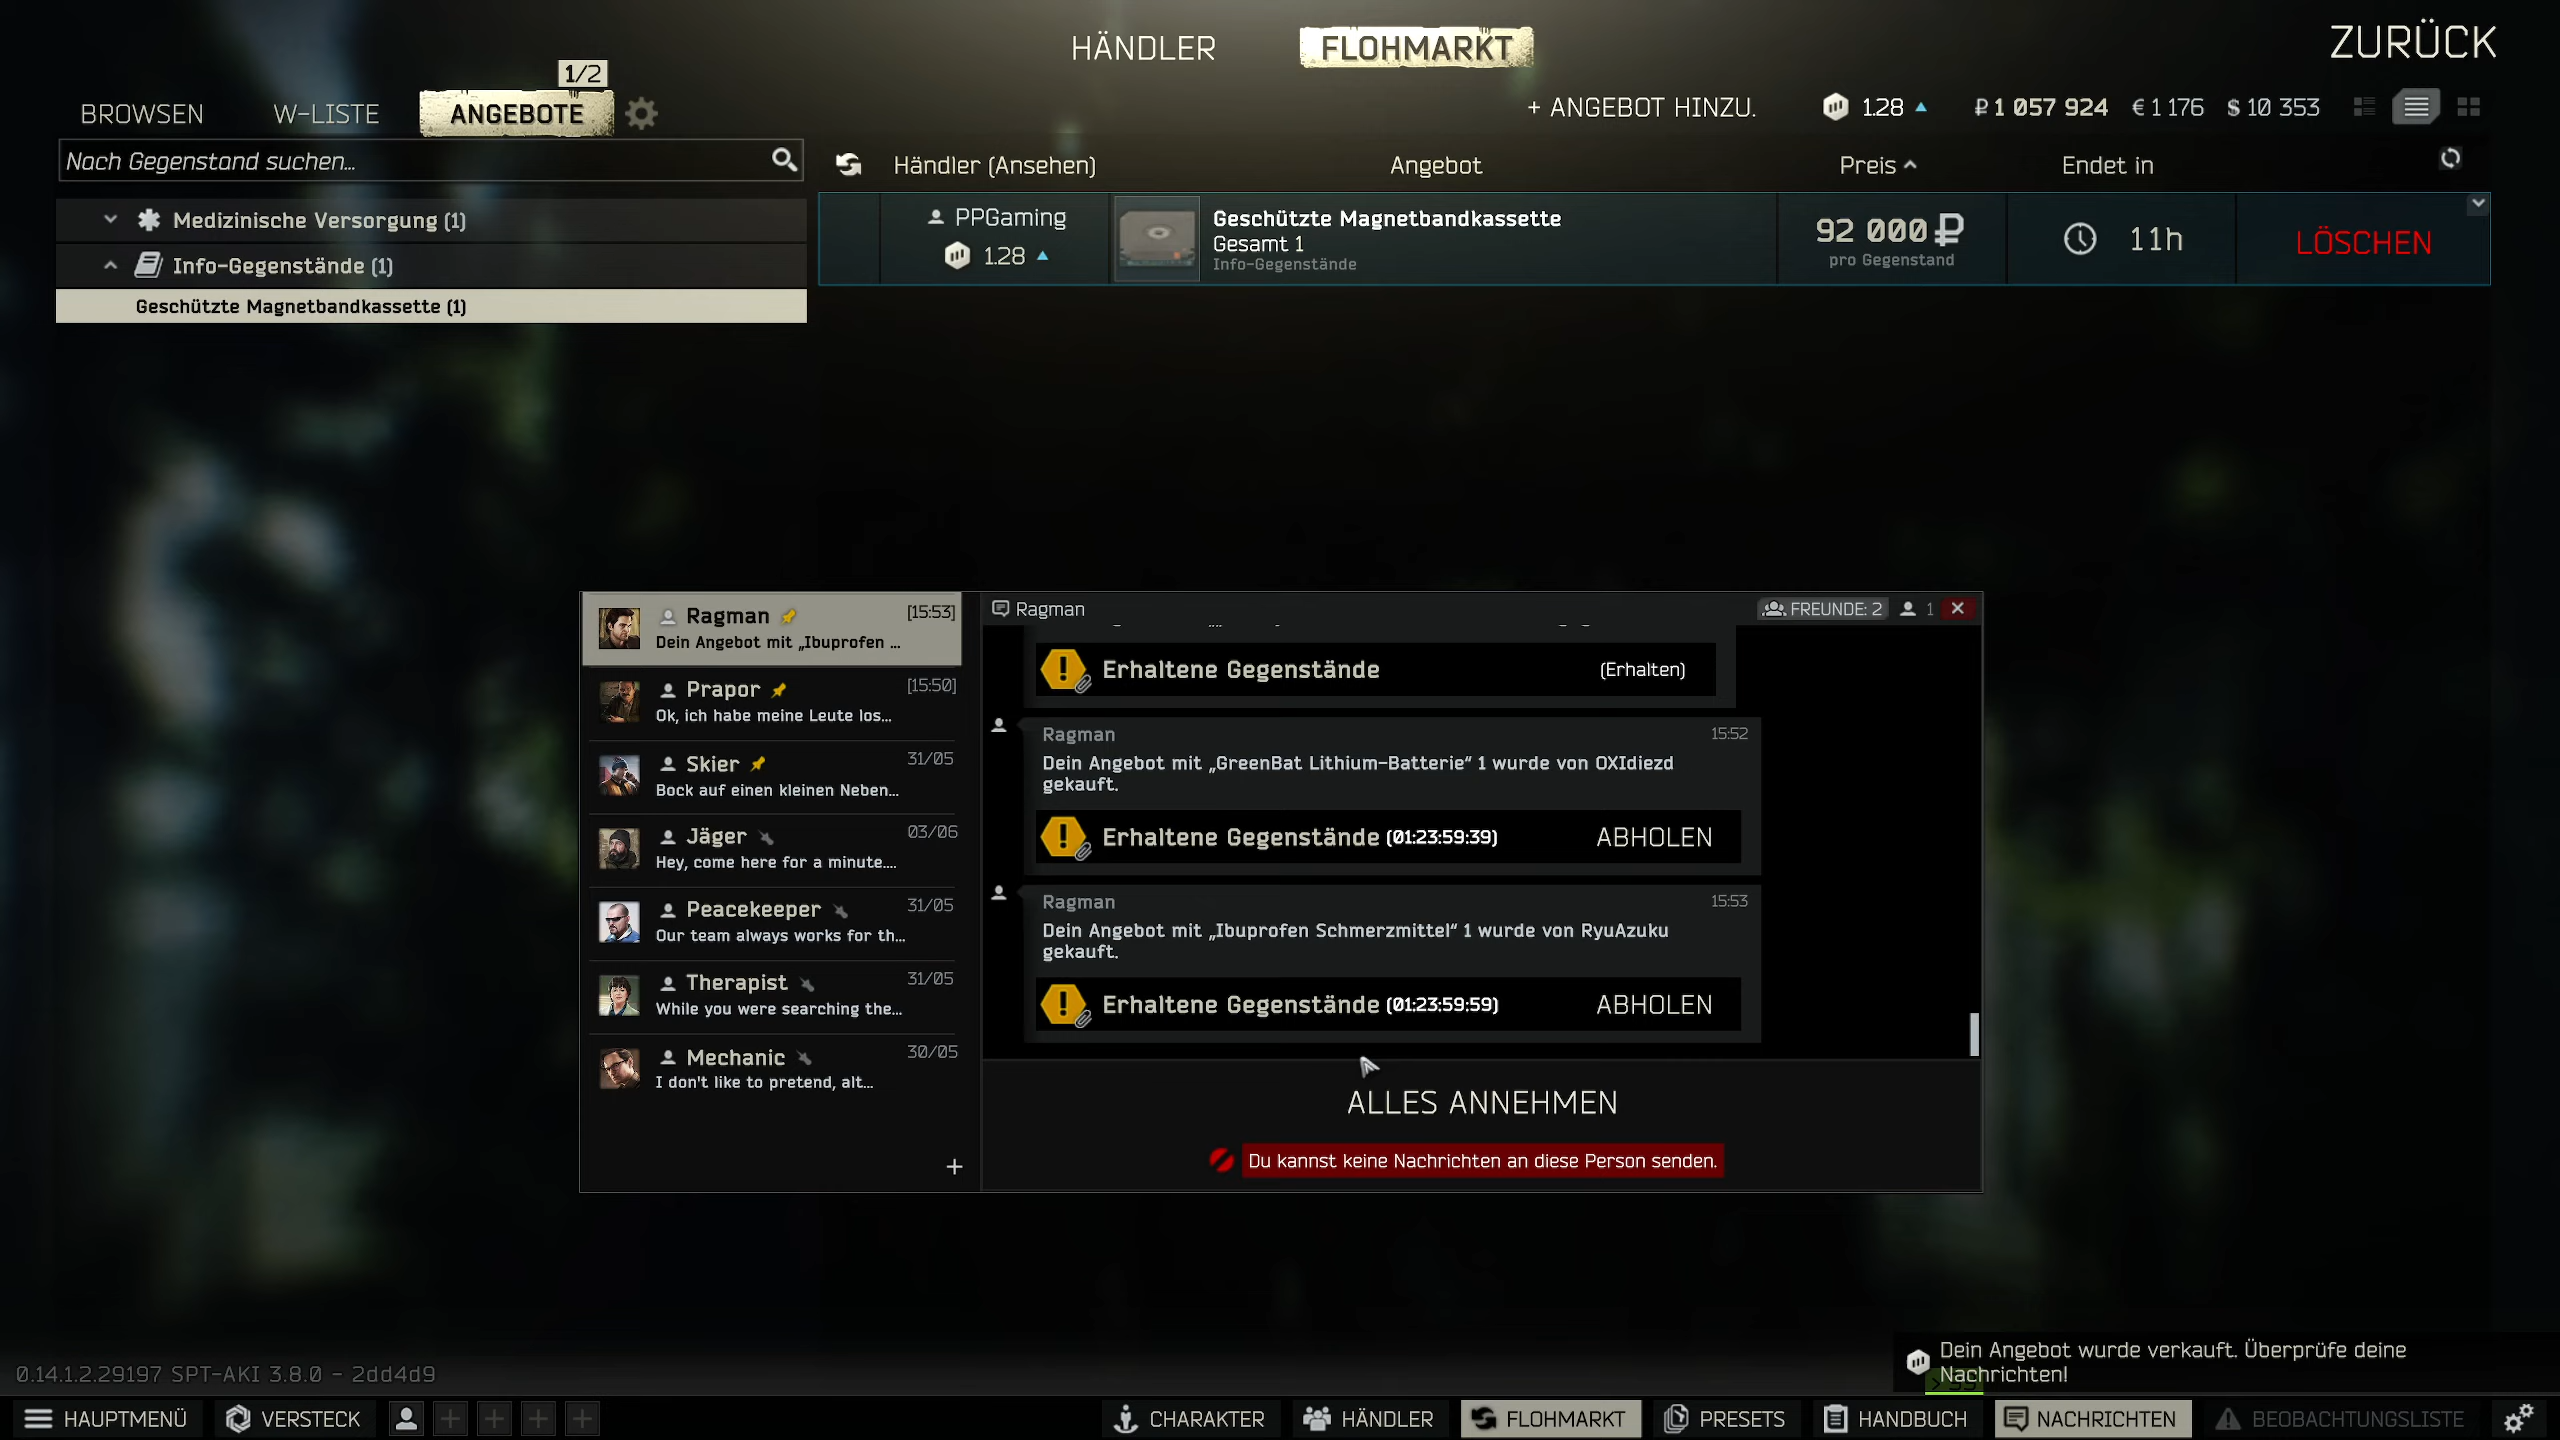 HÄNDLER
FLOHMARKT
ZURÜCK
BROWSEN
W-LISTE
ANGEBOTE
1/2
+ ANGEBOT HINZU.
1.28
₽ 1 057 924
€ 1 176
$ 10 353
Nach Gegenstand suchen...
Händler (Ansehen)
Angebot
Preis
Endet in
Medizinische Versorgung (1)
Info-Gegenstände (1)
Geschützte Magnetbandkassette (1)
PPGaming
1.28
Geschützte Magnetbandkassette
Gesamt 1
Info-Gegenstände
92 000 ₽
pro Gegenstand
11h
LÖSCHEN
Ragman
[15:53]
Dein Angebot mit „Ibuprofen ...
Prapor
[15:50]
Ok, ich habe meine Leute los...
Skier
31/05
Bock auf einen kleinen Neben...
Jäger
03/06
Hey, come here for a minute....
Peacekeeper
31/05
Our team always works for th...
Therapist
31/05
While you were searching the...
Mechanic
30/05
I don't like to pretend, alt...
+
Ragman
FREUNDE: 2
1
Erhaltene Gegenstände
(Erhalten)
Ragman
15:52
Dein Angebot mit „GreenBat Lithium-Batterie“ 1 wurde von OXIdiezd
gekauft.
Erhaltene Gegenstände (01:23:59:39)
ABHOLEN
Ragman
15:53
Dein Angebot mit „Ibuprofen Schmerzmittel“ 1 wurde von RyuAzuku
gekauft.
Erhaltene Gegenstände (01:23:59:59)
ABHOLEN
ALLES ANNEHMEN
Du kannst keine Nachrichten an diese Person senden.
Dein Angebot wurde verkauft. Überprüfe deine
Nachrichten!
0.14.1.2.29197 SPT-AKI 3.8.0 - 2dd4d9
HAUPTMENÜ
VERSTECK
CHARAKTER
HÄNDLER
FLOHMARKT
PRESETS
HANDBUCH
NACHRICHTEN
BEOBACHTUNGSLISTE